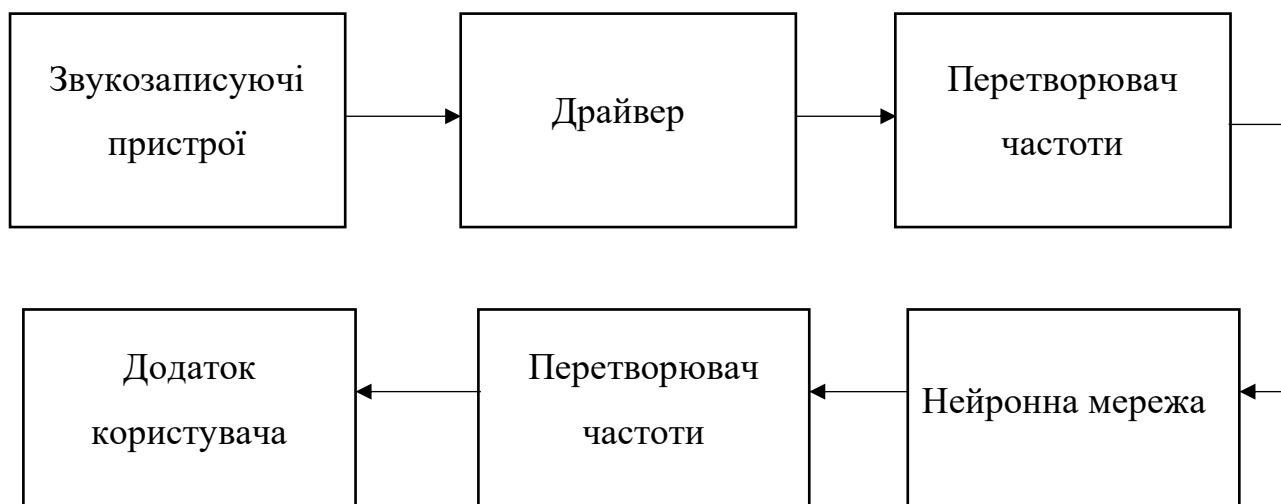 Звукозаписуючі
пристрої
Драйвер
Перетворювач
частоти
Додаток
користувача
Перетворювач
частоти
Нейронна мережа